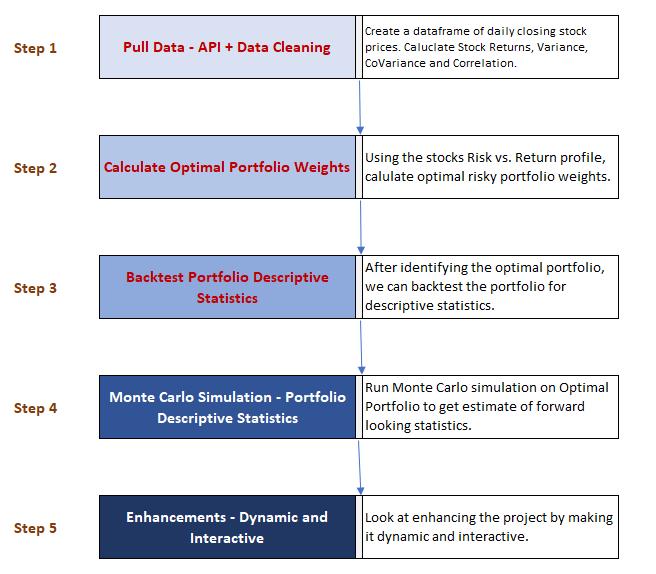 Step 1
Pull Data - API + Data Cleaning
Create a dataframe of daily closing stock
prices. Caluclate Stock Returns, Variance,
CoVariance and Correlation.
Step 2
Calculate Optimal Portfolio Weights
Using the stocks Risk vs. Return profile,
calulate optimal risky portfolio weights.
Step 3
Backtest Portfolio Descriptive
Statistics
After identifying the optimal portfolio,
we can backtest the portfolio for
descriptive statistics.
Step 4
Monte Carlo Simulation - Portfolio
Descriptive Statistics
Run Monte Carlo simulation on Optimal
Portfolio to get estimate of forward
looking statistics.
Step 5
Enhancements - Dynamic and
Interactive
Look at enhancing the project by making
it dynamic and interactive.